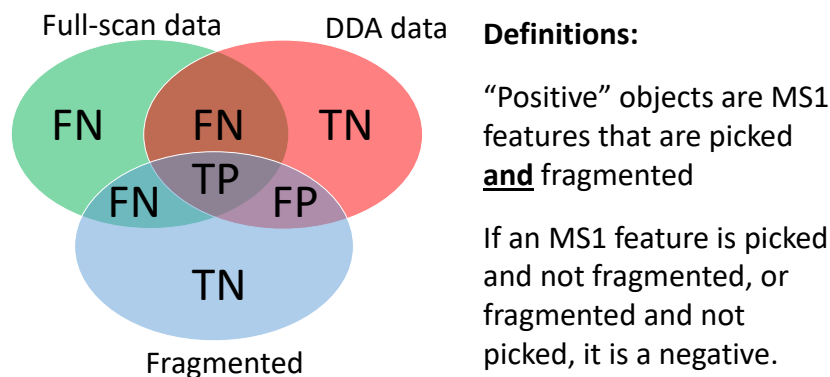 Full-scan data
DDA data
FN
FN
TN
TP
FN
FP
TN
Fragmented
Definitions:
“Positive” objects are MS1
features that are picked
and fragmented
If an MS1 feature is picked
and not fragmented, or
fragmented and not
picked, it is a negative.